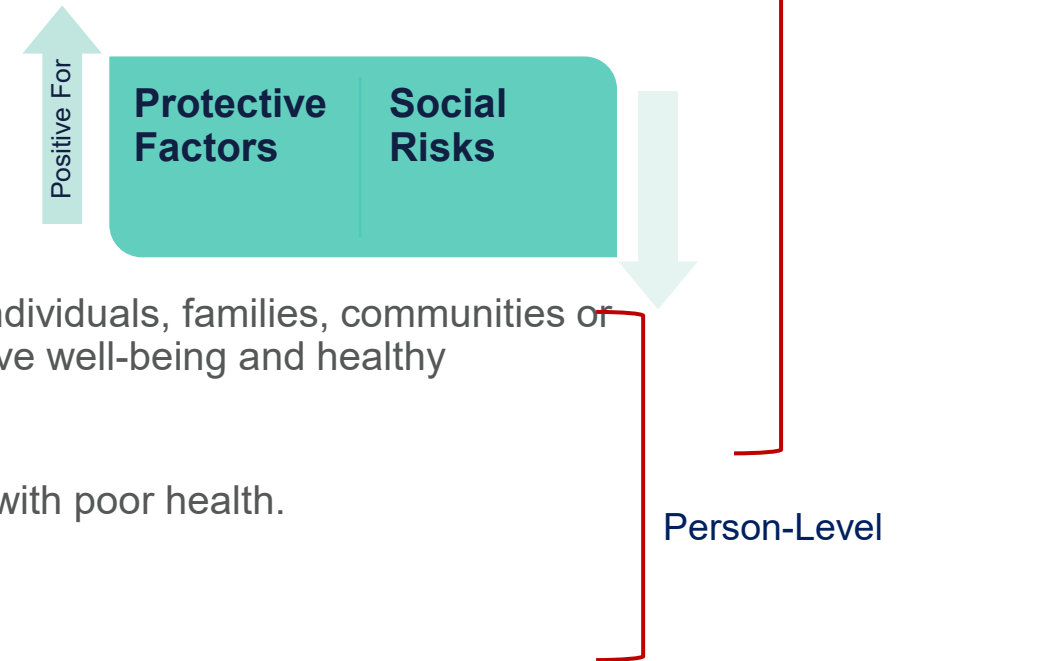 Positive For
Protective
Factors
Social
Risks
ndividuals, families, communities or
ve well-being and healthy
with poor health.
Person-Level